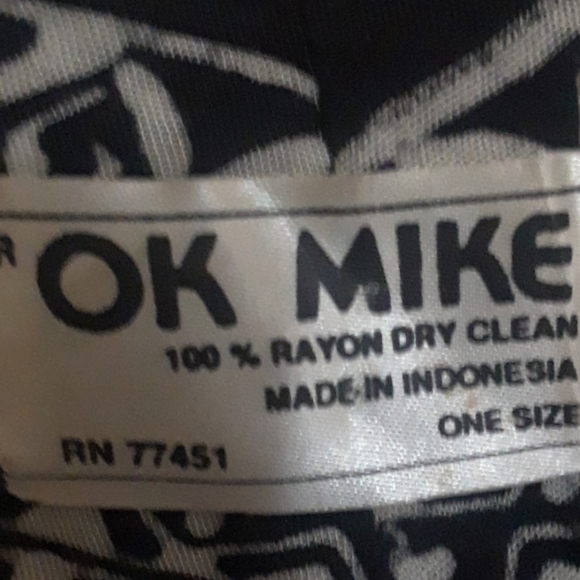 R OK MIKE
100 % RAYON DRY CLEAN
MADE IN INDONESIA
ONE SIZE
RN 77451